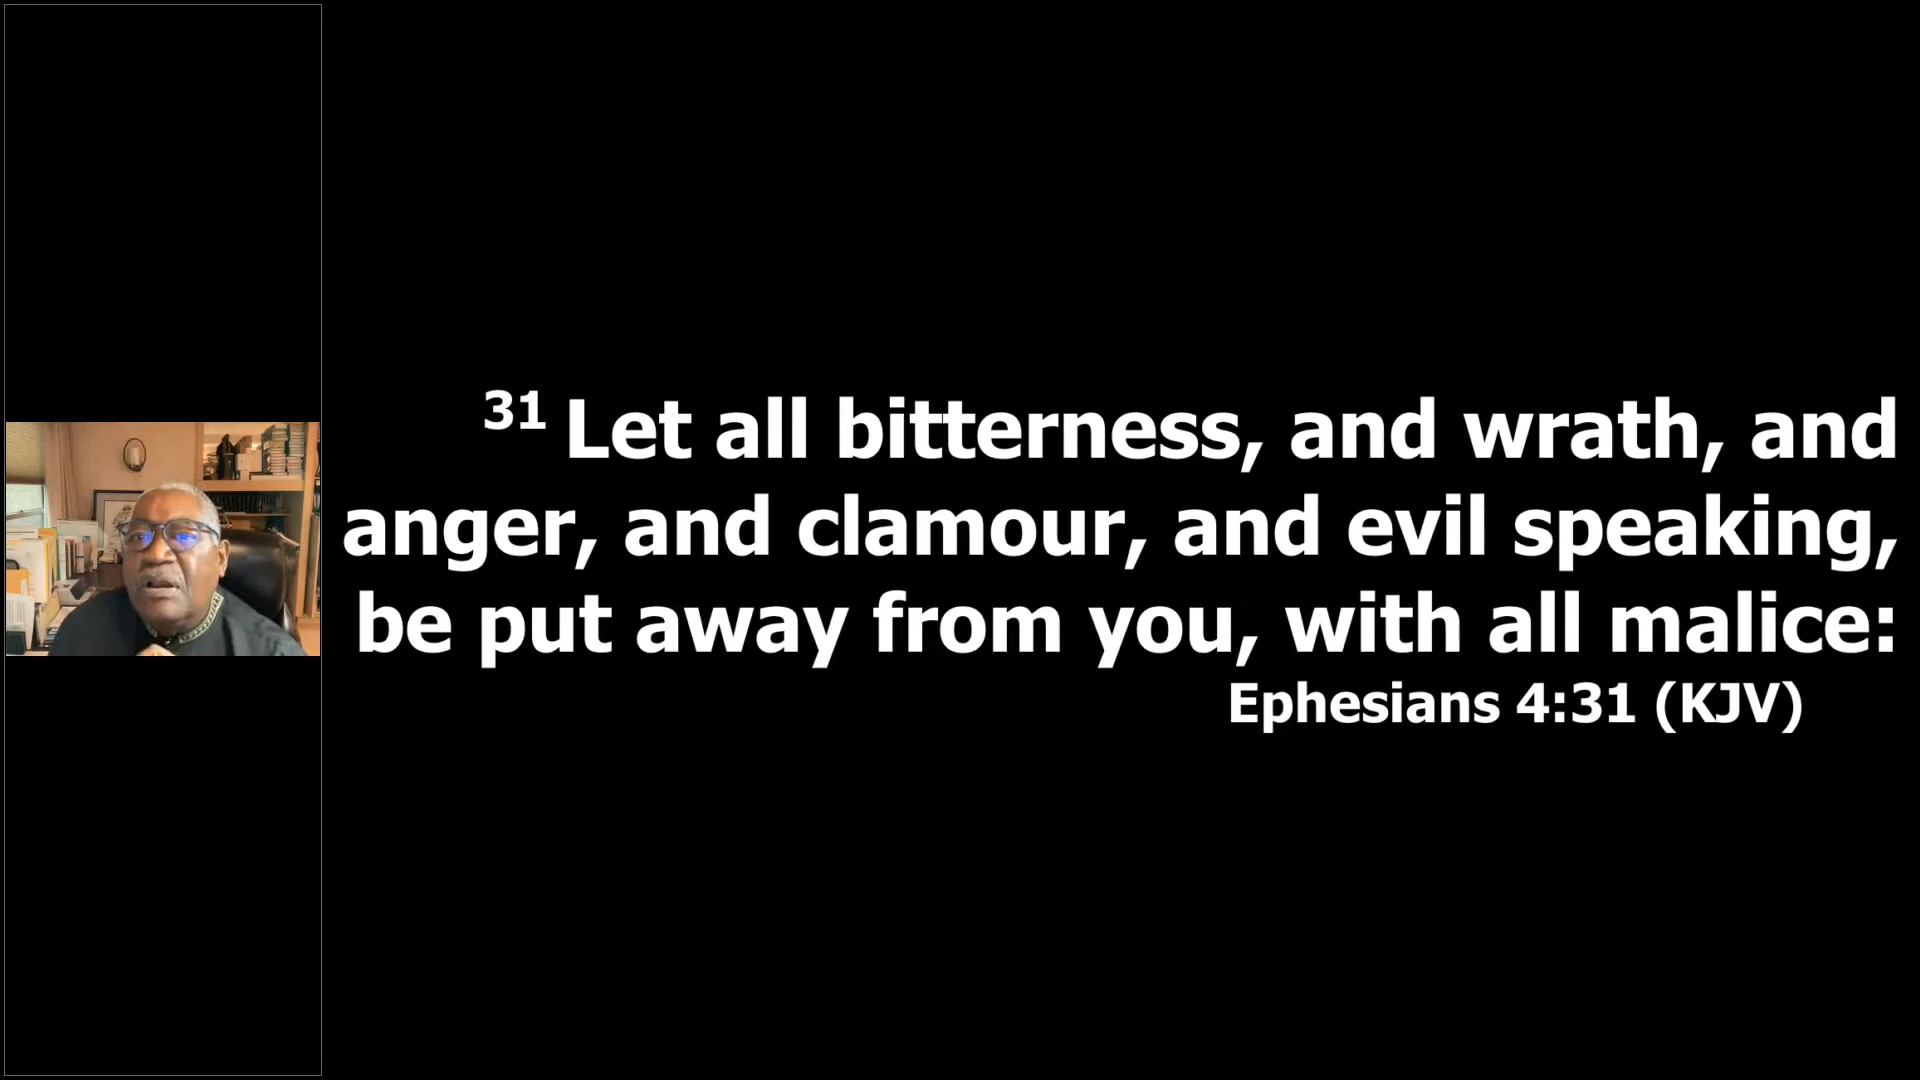 31 Let all bitterness, and wrath, and
anger, and clamour, and evil speaking,
be put away from you, with all malice:
Ephesians 4:31 (KJV)